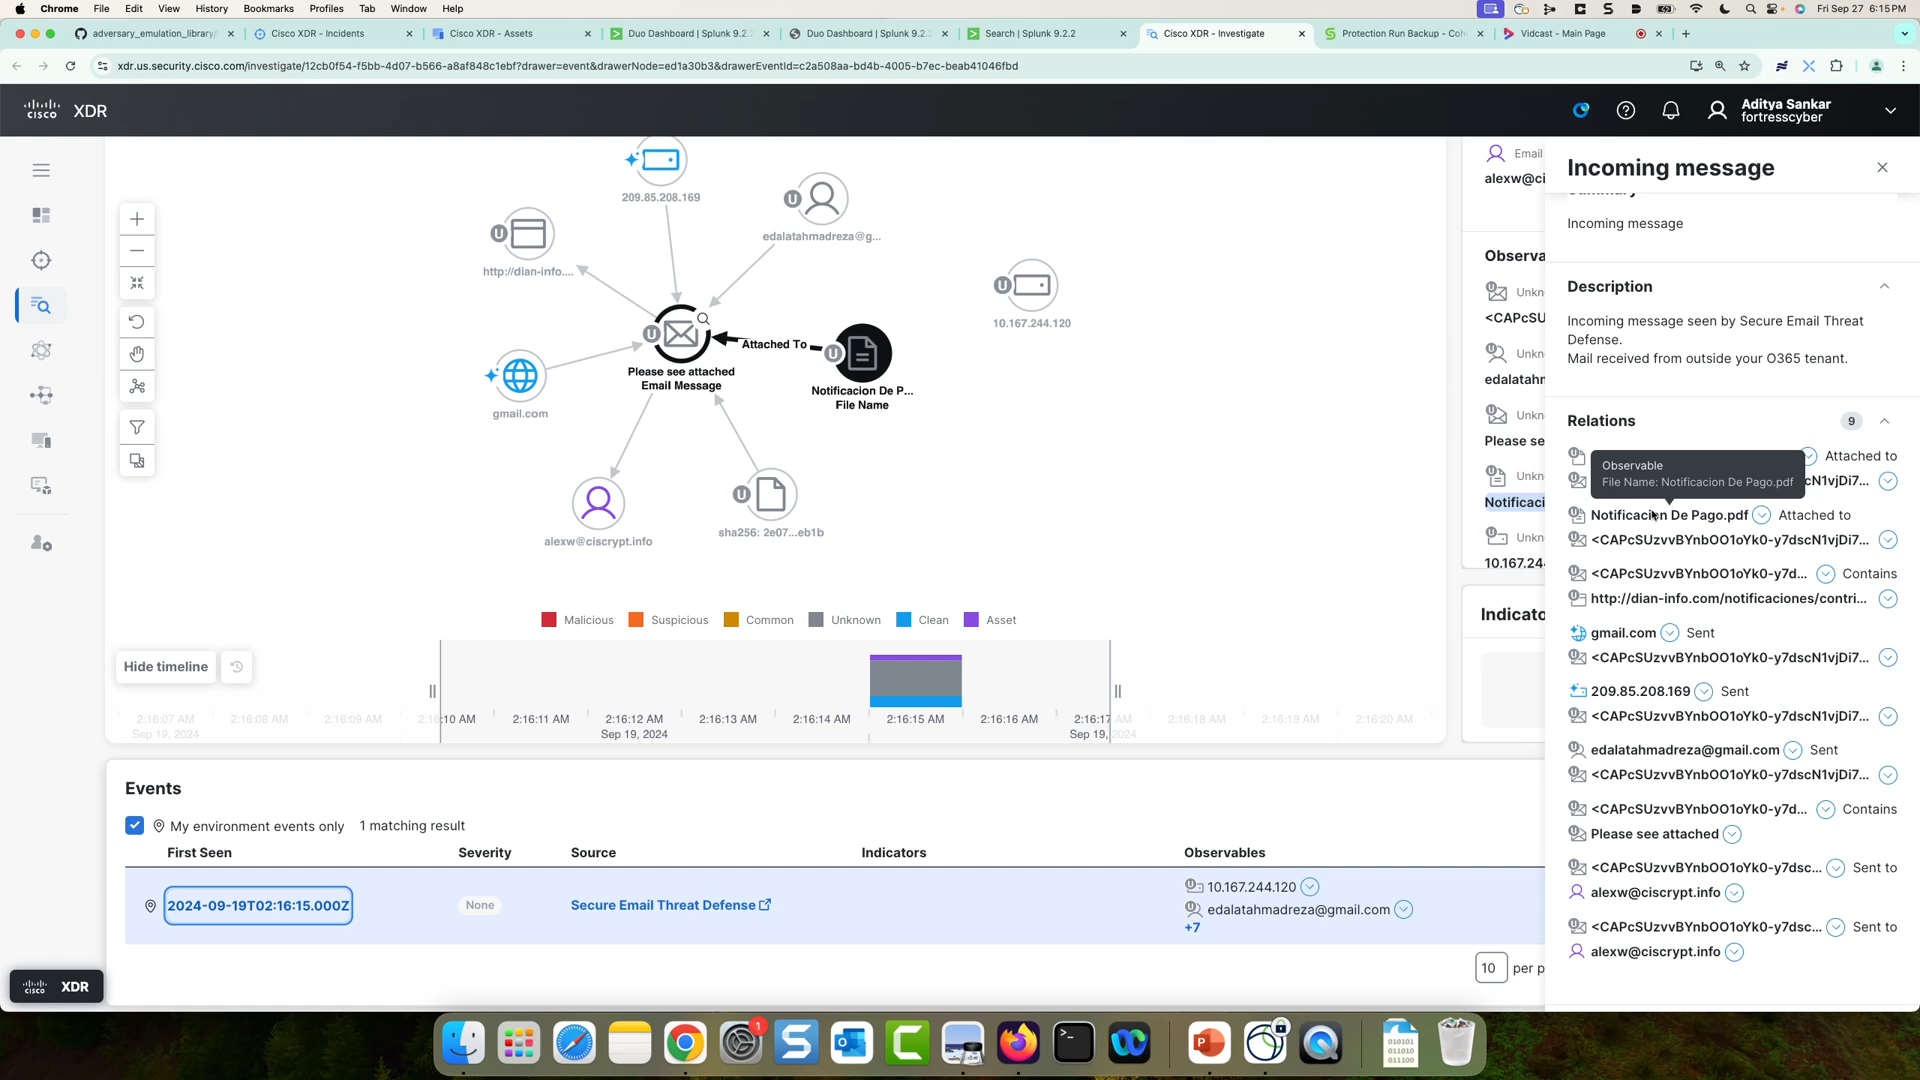 Chrome File Edit View History Bookmarks Profiles Tab Window Help Fri Sep 27 6:15 PM
adversary_emulation_library/ Cisco XDR - Incidents Cisco XDR - Assets Duo Dashboard | Splunk 9.2. Duo Dashboard | Splunk 9.2. Search | Splunk 9.2.2 Cisco XDR - Investigate Protection Run Backup - Coh Vidcast - Main Page
xdr.us.security.cisco.com/investigate/12cb0f54-f5bb-4d07-b566-a8af848c1ebf?drawer=event&drawerNode=ed1a30b3&drawerEventId=c2a508aa-bd4b-4005-b7ec-beab41046fbd
cisco XDR
Aditya Sankar
fortresscyber
209.85.208.169
edalatahmadreza@g...
http://dian-info....
10.167.244.120
Attached To
Please see attached
Email Message
Notificacion De P...
File Name
gmail.com
alexw@ciscrypt.info
sha256: 2e07...eb1b
Malicious Suspicious Common Unknown Clean Asset
Hide timeline
2:16:07 AM 2:16:08 AM 2:16:09 AM 2:16:10 AM 2:16:11 AM 2:16:12 AM 2:16:13 AM 2:16:14 AM 2:16:15 AM 2:16:16 AM 2:16:17 AM 2:16:18 AM 2:16:19 AM 2:16:20 AM
Sep 19, 2024 Sep 19, 2024 Sep 19, 2024
Email
alexw@ci
Observa
Unkn
<CAPcSU
Unkn
edalatahm
Unkn
Please se
Unkn
Notificaci
Unkn
10.167.244
Indicato
Events
My environment events only 1 matching result
First Seen Severity Source Indicators Observables
2024-09-19T02:16:15.000Z None Secure Email Threat Defense 10.167.244.120
edalatahmadreza@gmail.com
+7
10 per p
cisco XDR
Incoming message
Summary
Incoming message
Description
Incoming message seen by Secure Email Threat
Defense.
Mail received from outside your O365 tenant.
Relations 9
Attached to
Observable
File Name: Notificacion De Pago.pdf
cN1vjDi7...
Notificacion De Pago.pdf Attached to
<CAPcSUzvvBYnbOO1oYk0-y7dscN1vjDi7...
<CAPcSUzvvBYnbOO1oYk0-y7d... Contains
http://dian-info.com/notificaciones/contri...
gmail.com Sent
<CAPcSUzvvBYnbOO1oYk0-y7dscN1vjDi7...
209.85.208.169 Sent
<CAPcSUzvvBYnbOO1oYk0-y7dscN1vjDi7...
edalatahmadreza@gmail.com Sent
<CAPcSUzvvBYnbOO1oYk0-y7dscN1vjDi7...
<CAPcSUzvvBYnbOO1oYk0-y7d... Contains
Please see attached
<CAPcSUzvvBYnbOO1oYk0-y7dsc... Sent to
alexw@ciscrypt.info
<CAPcSUzvvBYnbOO1oYk0-y7dsc... Sent to
alexw@ciscrypt.info
1
010101
011010
011100